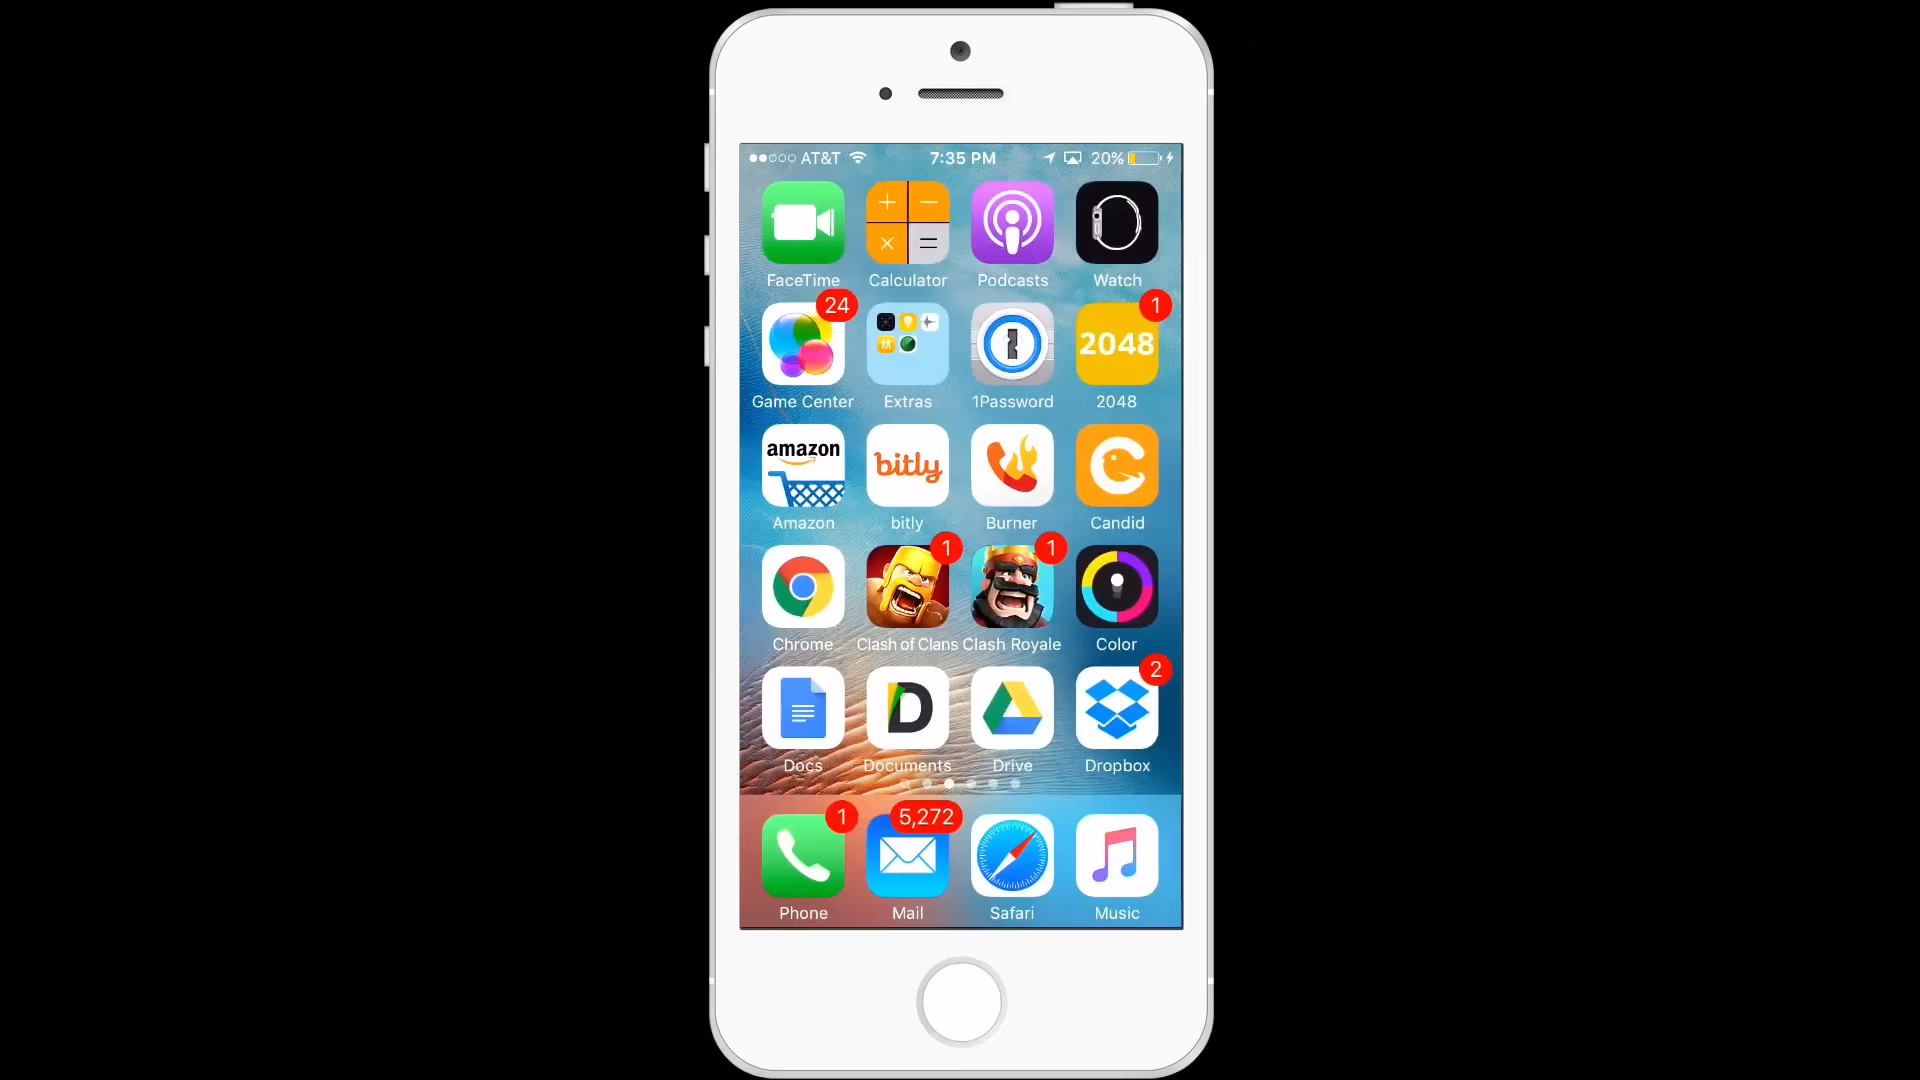 AT&T 7:35 PM 20%
FaceTime Calculator Podcasts Watch
24 1
2048
Game Center Extras 1Password 2048
amazon bitly
Amazon bitly Burner Candid
1 1
Chrome Clash of Clans Clash Royale Color
2
D
Docs Documents Drive Dropbox
1 5,272
Phone Mail Safari Music